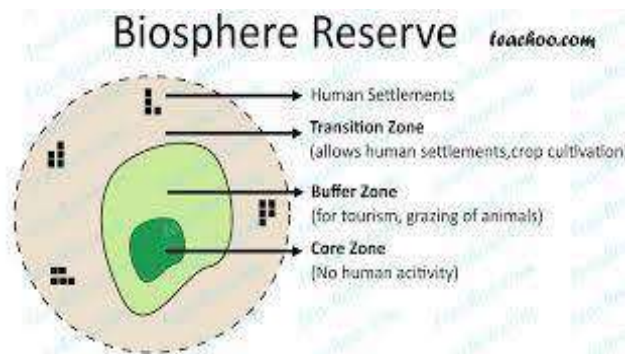 Biosphere Reserve
teachoo.com
Human Settlements
Transition Zone
(allows human settlements,crop cultivation)
Buffer Zone
(for tourism, grazing of animals)
Core Zone
(No human acitivity)